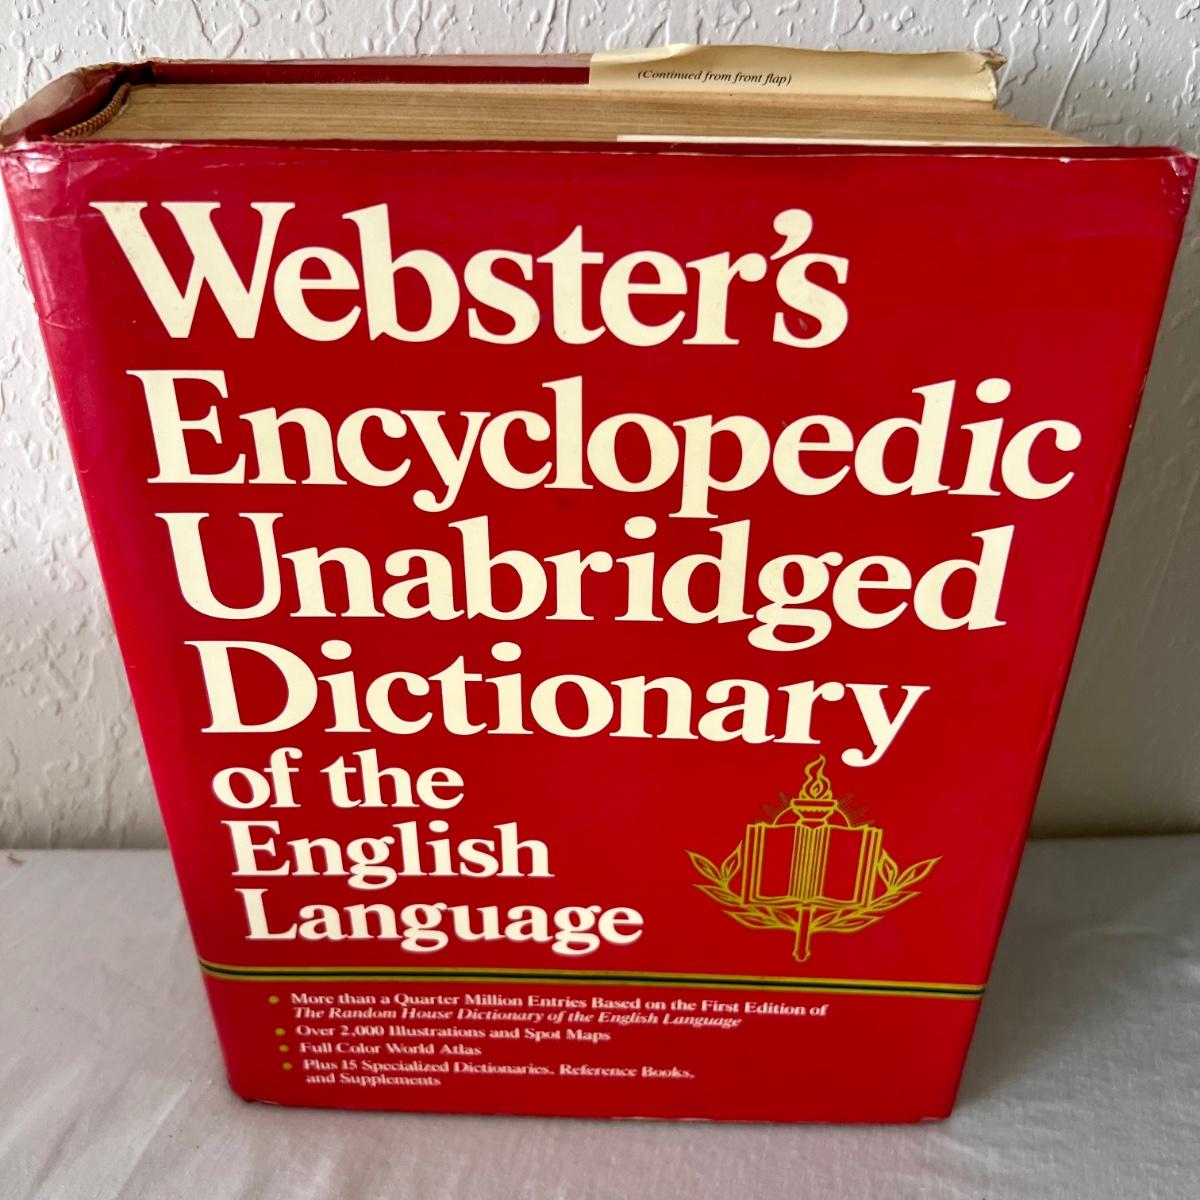 (Continued from front flap)
Webster's
Encyclopedic
Unabridged
Dictionary
of the
English
Language
• More than a Quarter Million Entries Based on the First Edition of
The Random House Dictionary of the English Language
• Over 2,000 Illustrations and Spot Maps
• Full Color World Atlas
• Plus 15 Specialized Dictionaries, Reference Books,
and Supplements